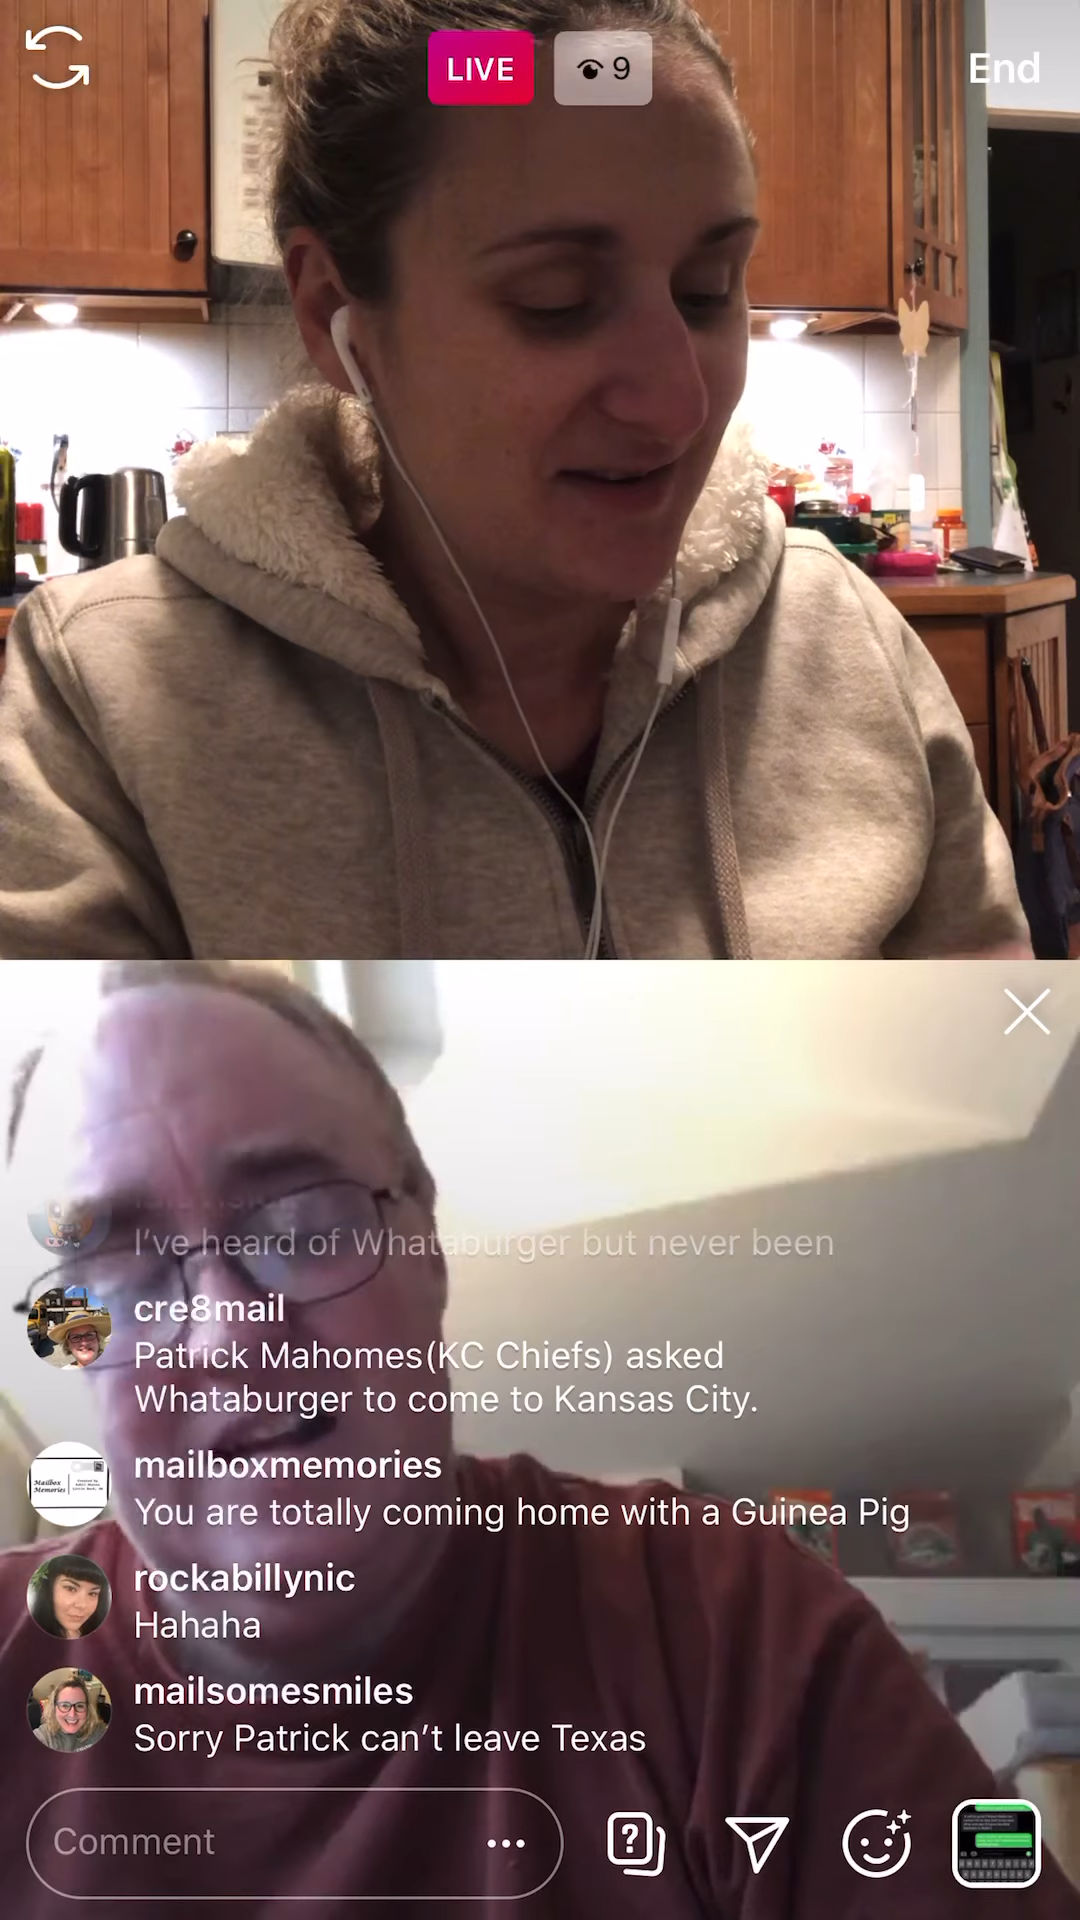 LIVE
9
End
I've heard of Whataburger but never been
cre8mail
Patrick Mahomes(KC Chiefs) asked
Whataburger to come to Kansas City.
mailboxmemories
Mailbox
Memories
You are totally coming home with a Guinea Pig
rockabillynic
Hahaha
mailsomesmiles
Sorry Patrick can't leave Texas
Comment